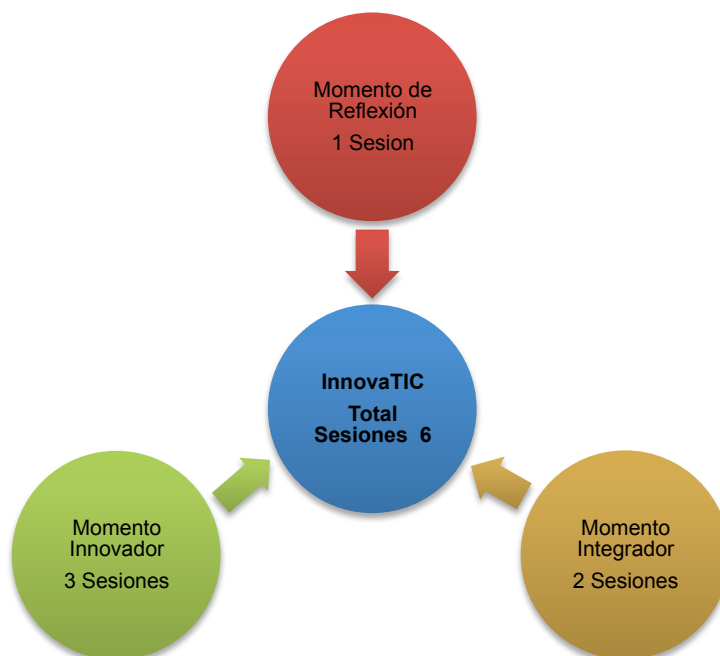 Momento de
Reflexión
1 Sesion
InnovaTIC
Total
Sesiones 6
Momento
Innovador
3 Sesiones
Momento
Integrador
2 Sesiones